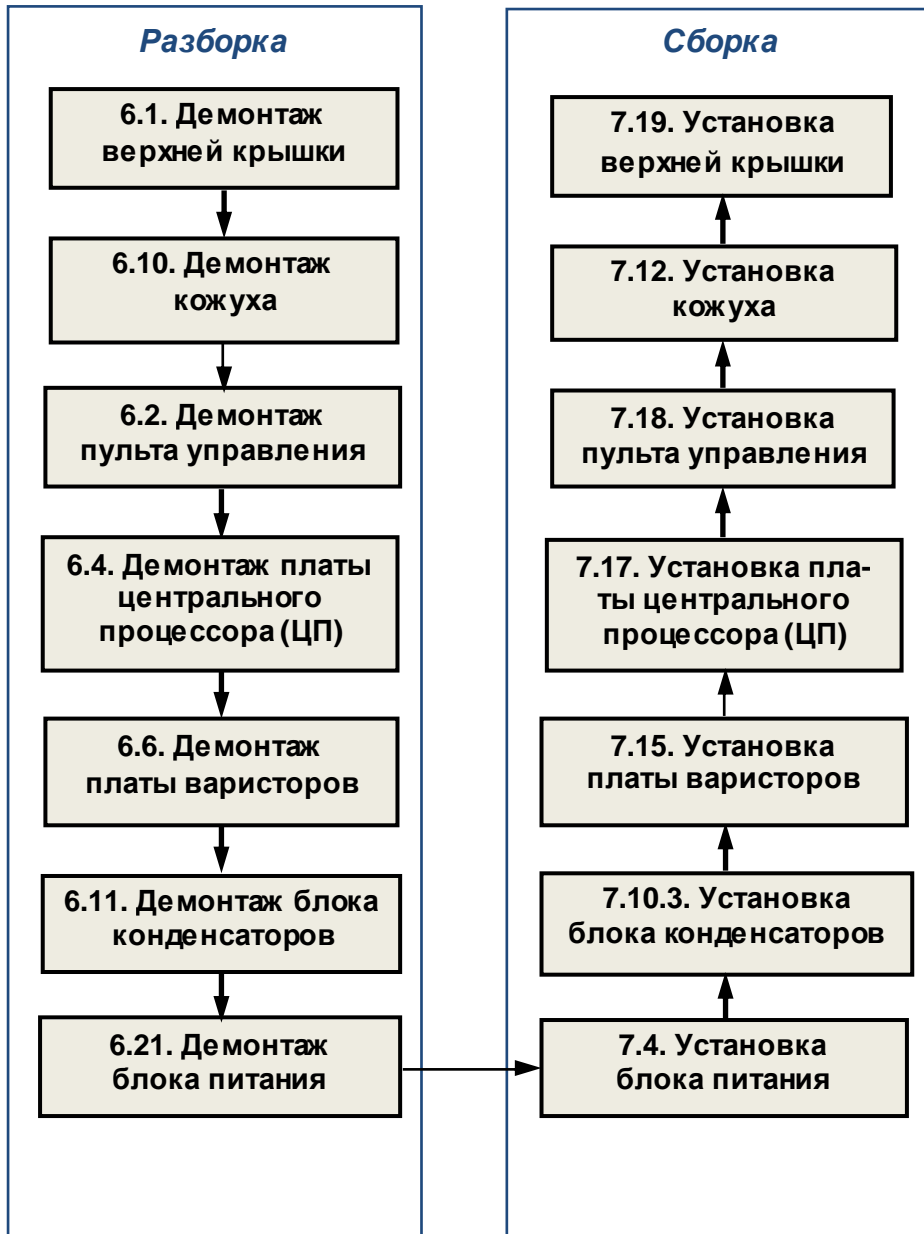 Разборка
6.1. Демонтаж
верхней крышки
6.10. Демонтаж
кожуха
6.2. Демонтаж
пульта управления
6.4. Демонтаж платы
центрального
процессора (ЦП)
6.6. Демонтаж
платы варисторов
6.11. Демонтаж блока
конденсаторов
6.21. Демонтаж
блока питания
Сборка
7.19. Установка
верхней крышки
7.12. Установка
кожуха
7.18. Установка
пульта управления
7.17. Установка пла-
ты центрального
процессора (ЦП)
7.15. Установка
платы варисторов
7.10.3. Установка
блока конденсаторов
7.4. Установка
блока питания